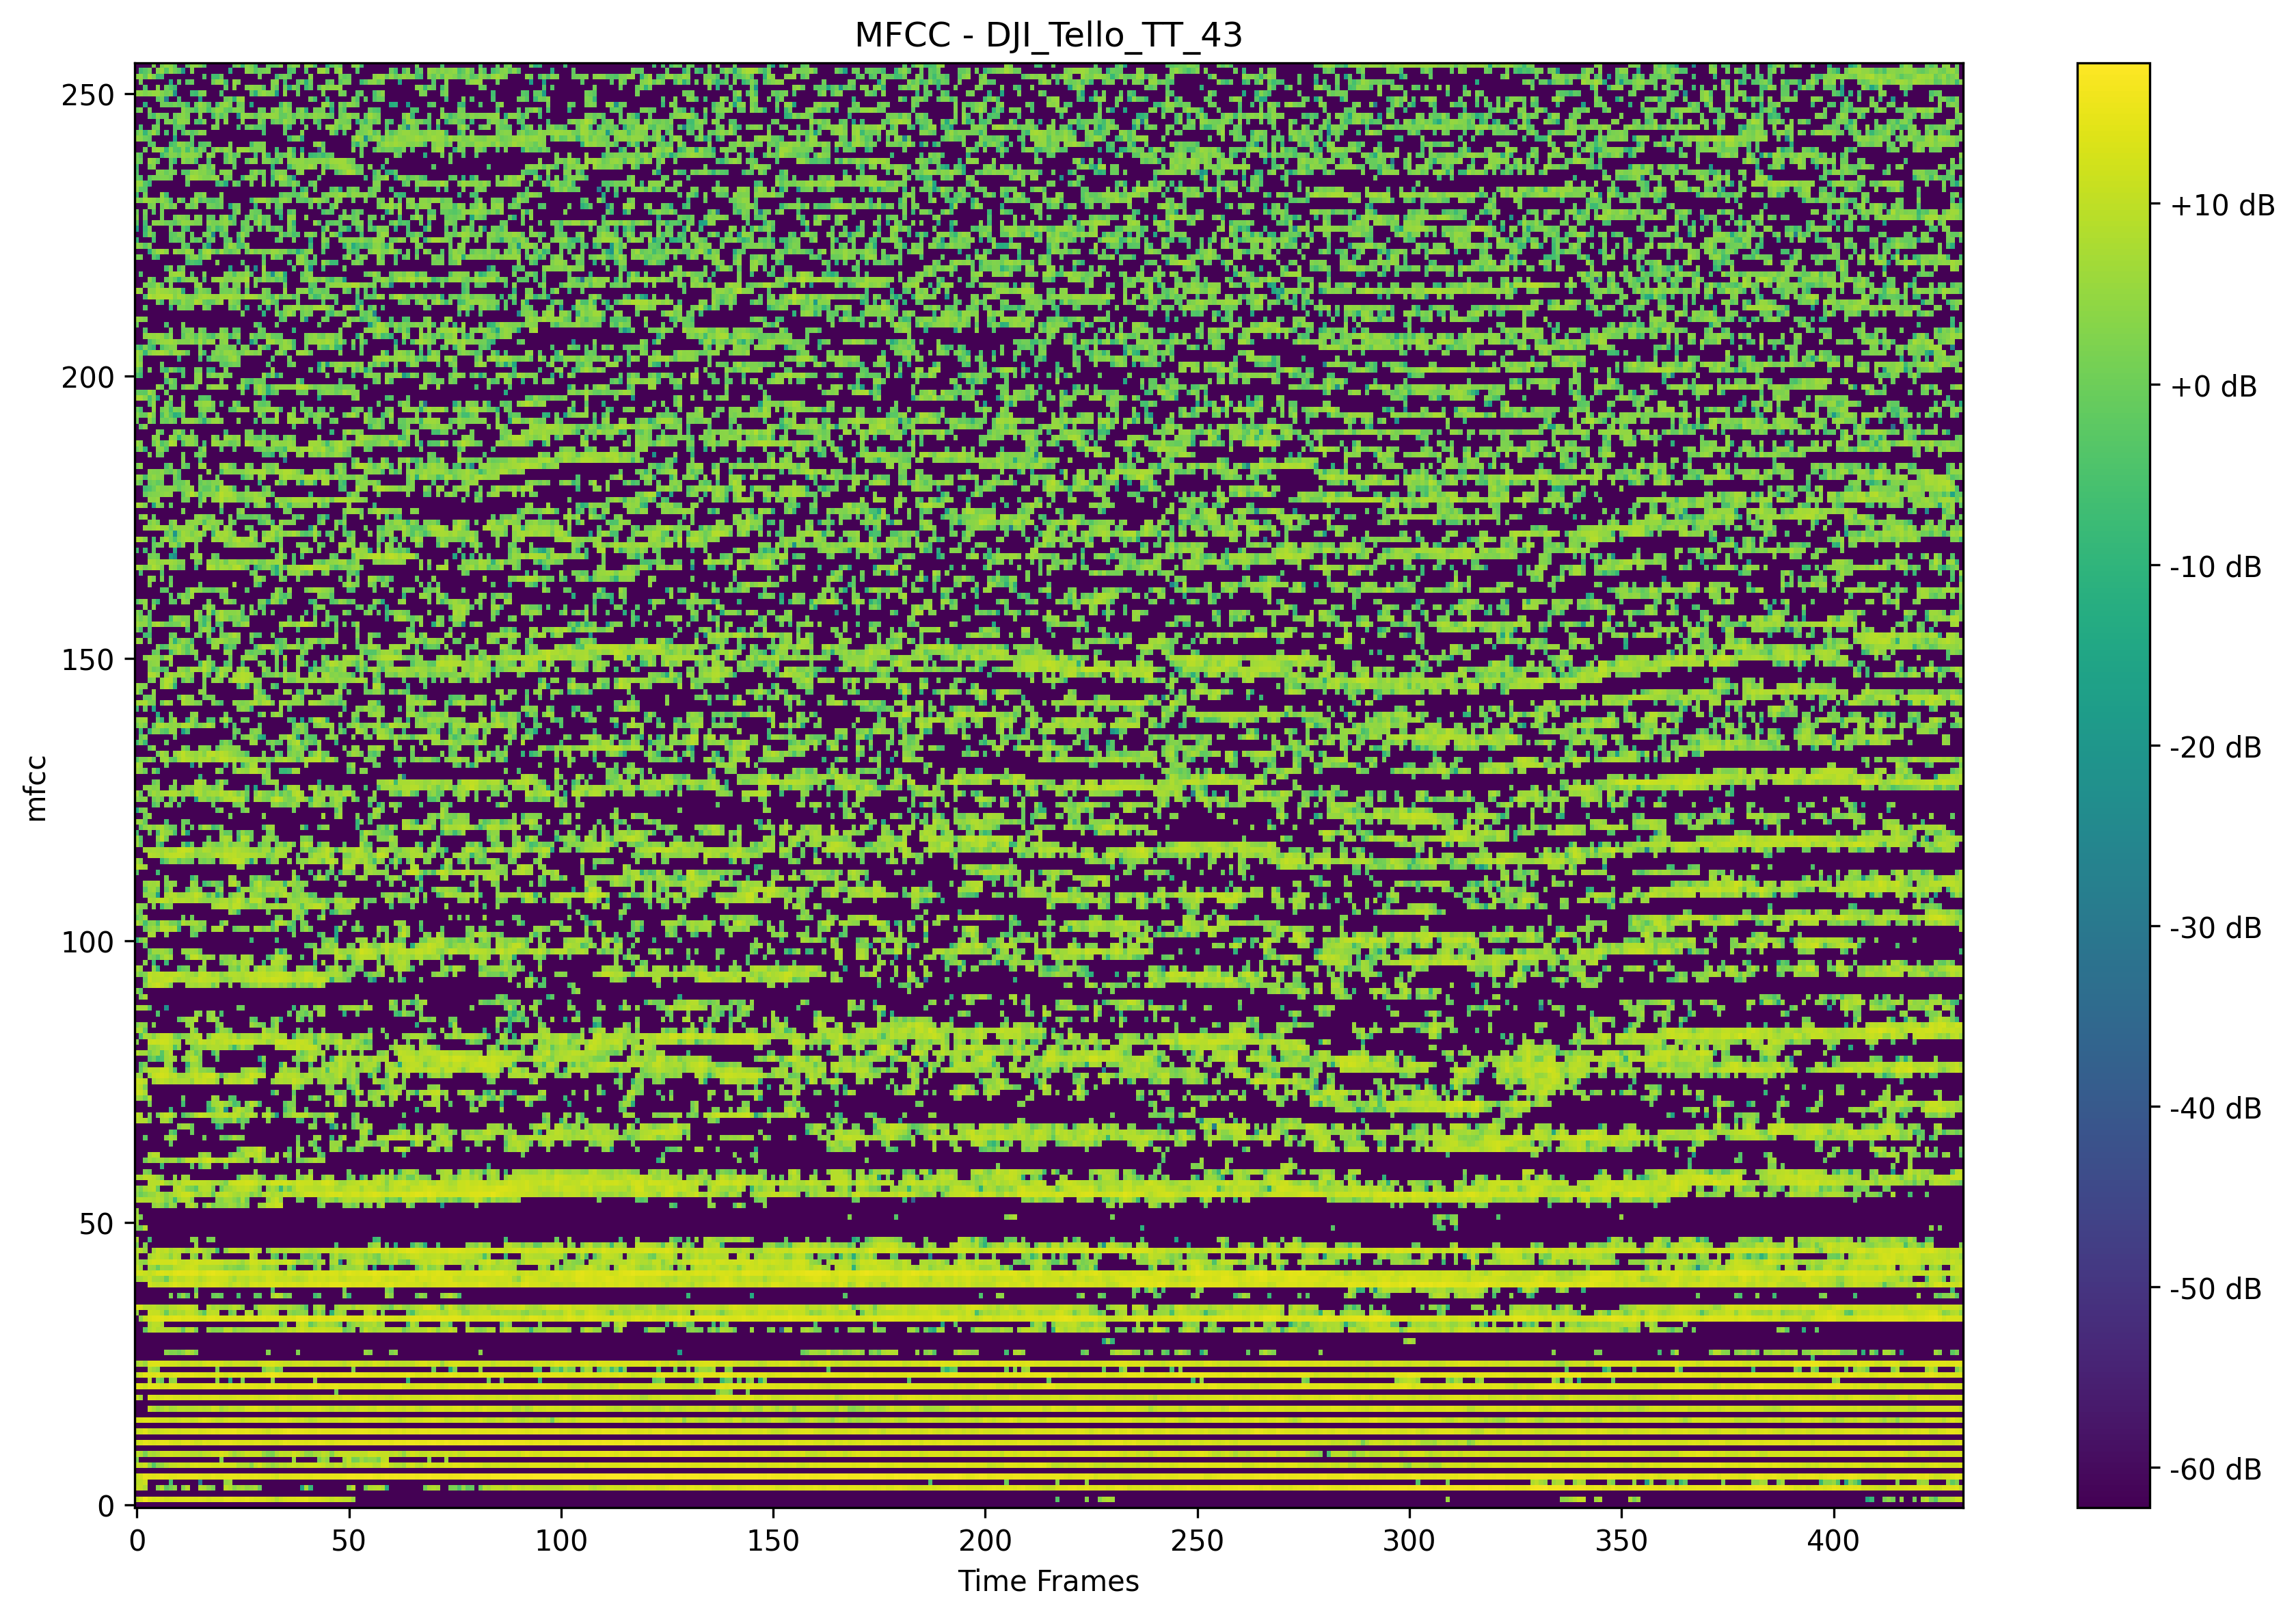 MFCC - DJI_Tello_TT_43
250
200
150
100
50
0
mfcc
0 50 100 150 200 250 300 350 400
Time Frames
+10 dB
+0 dB
-10 dB
-20 dB
-30 dB
-40 dB
-50 dB
-60 dB